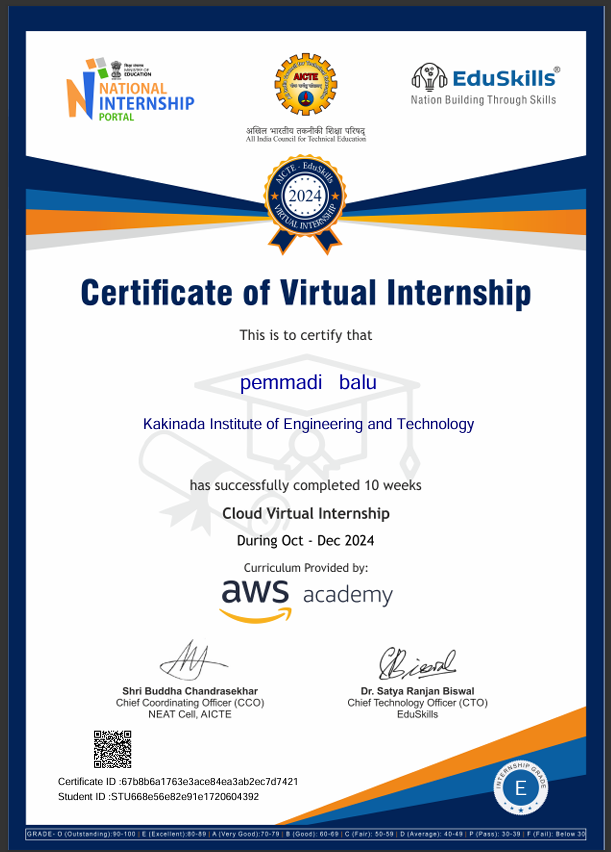 शिक्षा मंत्रालय
MINISTRY OF
EDUCATION
NATIONAL
INTERNSHIP
PORTAL
AICTE
अखिल भारतीय तकनीकी शिक्षा परिषद्
All India Council for Technical Education
EduSkills®
Nation Building Through Skills
AICTE - EduSkills
2024
VIRTUAL INTERNSHIP
Certificate of Virtual Internship
This is to certify that
pemmadi balu
Kakinada Institute of Engineering and Technology
has successfully completed 10 weeks
Cloud Virtual Internship
During Oct - Dec 2024
Curriculum Provided by:
aws academy
Shri Buddha Chandrasekhar
Chief Coordinating Officer (CCO)
NEAT Cell, AICTE
Dr. Satya Ranjan Biswal
Chief Technology Officer (CTO)
EduSkills
Certificate ID :67b8b6a1763e3ace84ea3ab2ec7d7421
Student ID :STU668e56e82e91e1720604392
INTERNSHIP GRADE
E
GRADE- O (Outstanding):90-100 | E (Excellent):80-89 | A (Very Good):70-79 | B (Good): 60-69 | C (Fair): 50-59 | D (Average): 40-49 | P (Pass): 30-39 | F (Fail): Below 30